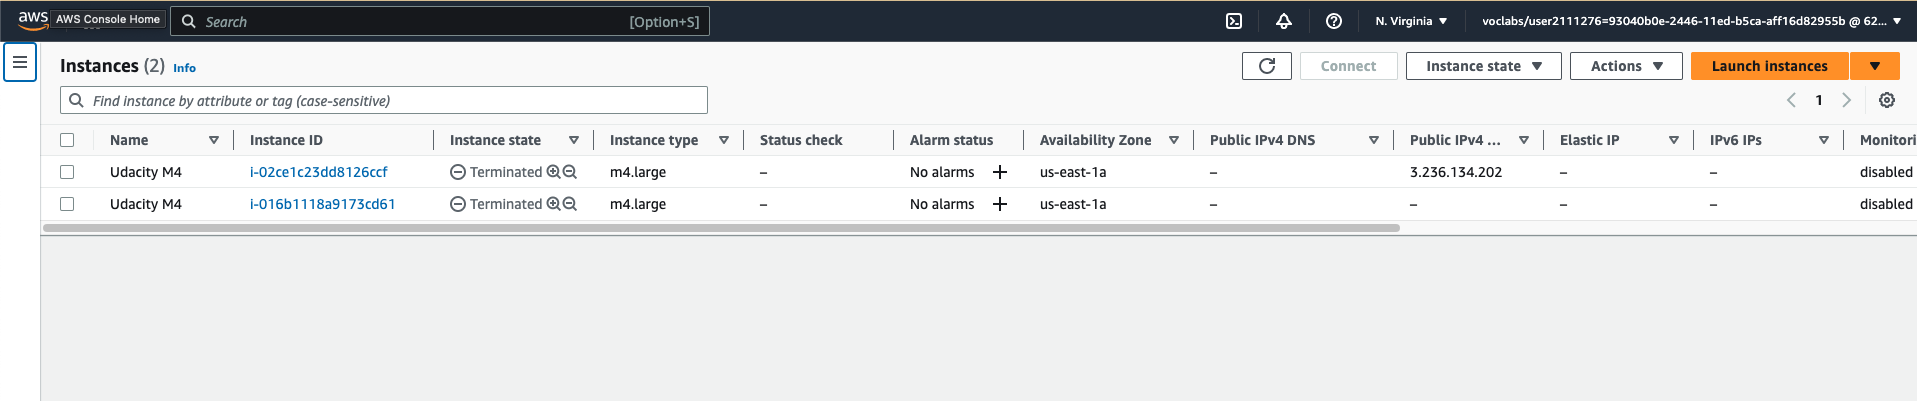 aws AWS Console Home Search [Option+S] N. Virginia voclabs/user2111276=93040b0e-2446-11ed-b5ca-aff16d82955b @ 62...
Instances (2) Info Connect Instance state Actions Launch instances
Find instance by attribute or tag (case-sensitive) 1
Name Instance ID Instance state Instance type Status check Alarm status Availability Zone Public IPv4 DNS Public IPv4 ... Elastic IP IPv6 IPs Monitori
Udacity M4 i-02ce1c23dd8126ccf Terminated m4.large – No alarms + us-east-1a – 3.236.134.202 – – disabled
Udacity M4 i-016b1118a9173cd61 Terminated m4.large – No alarms + us-east-1a – – – – disabled